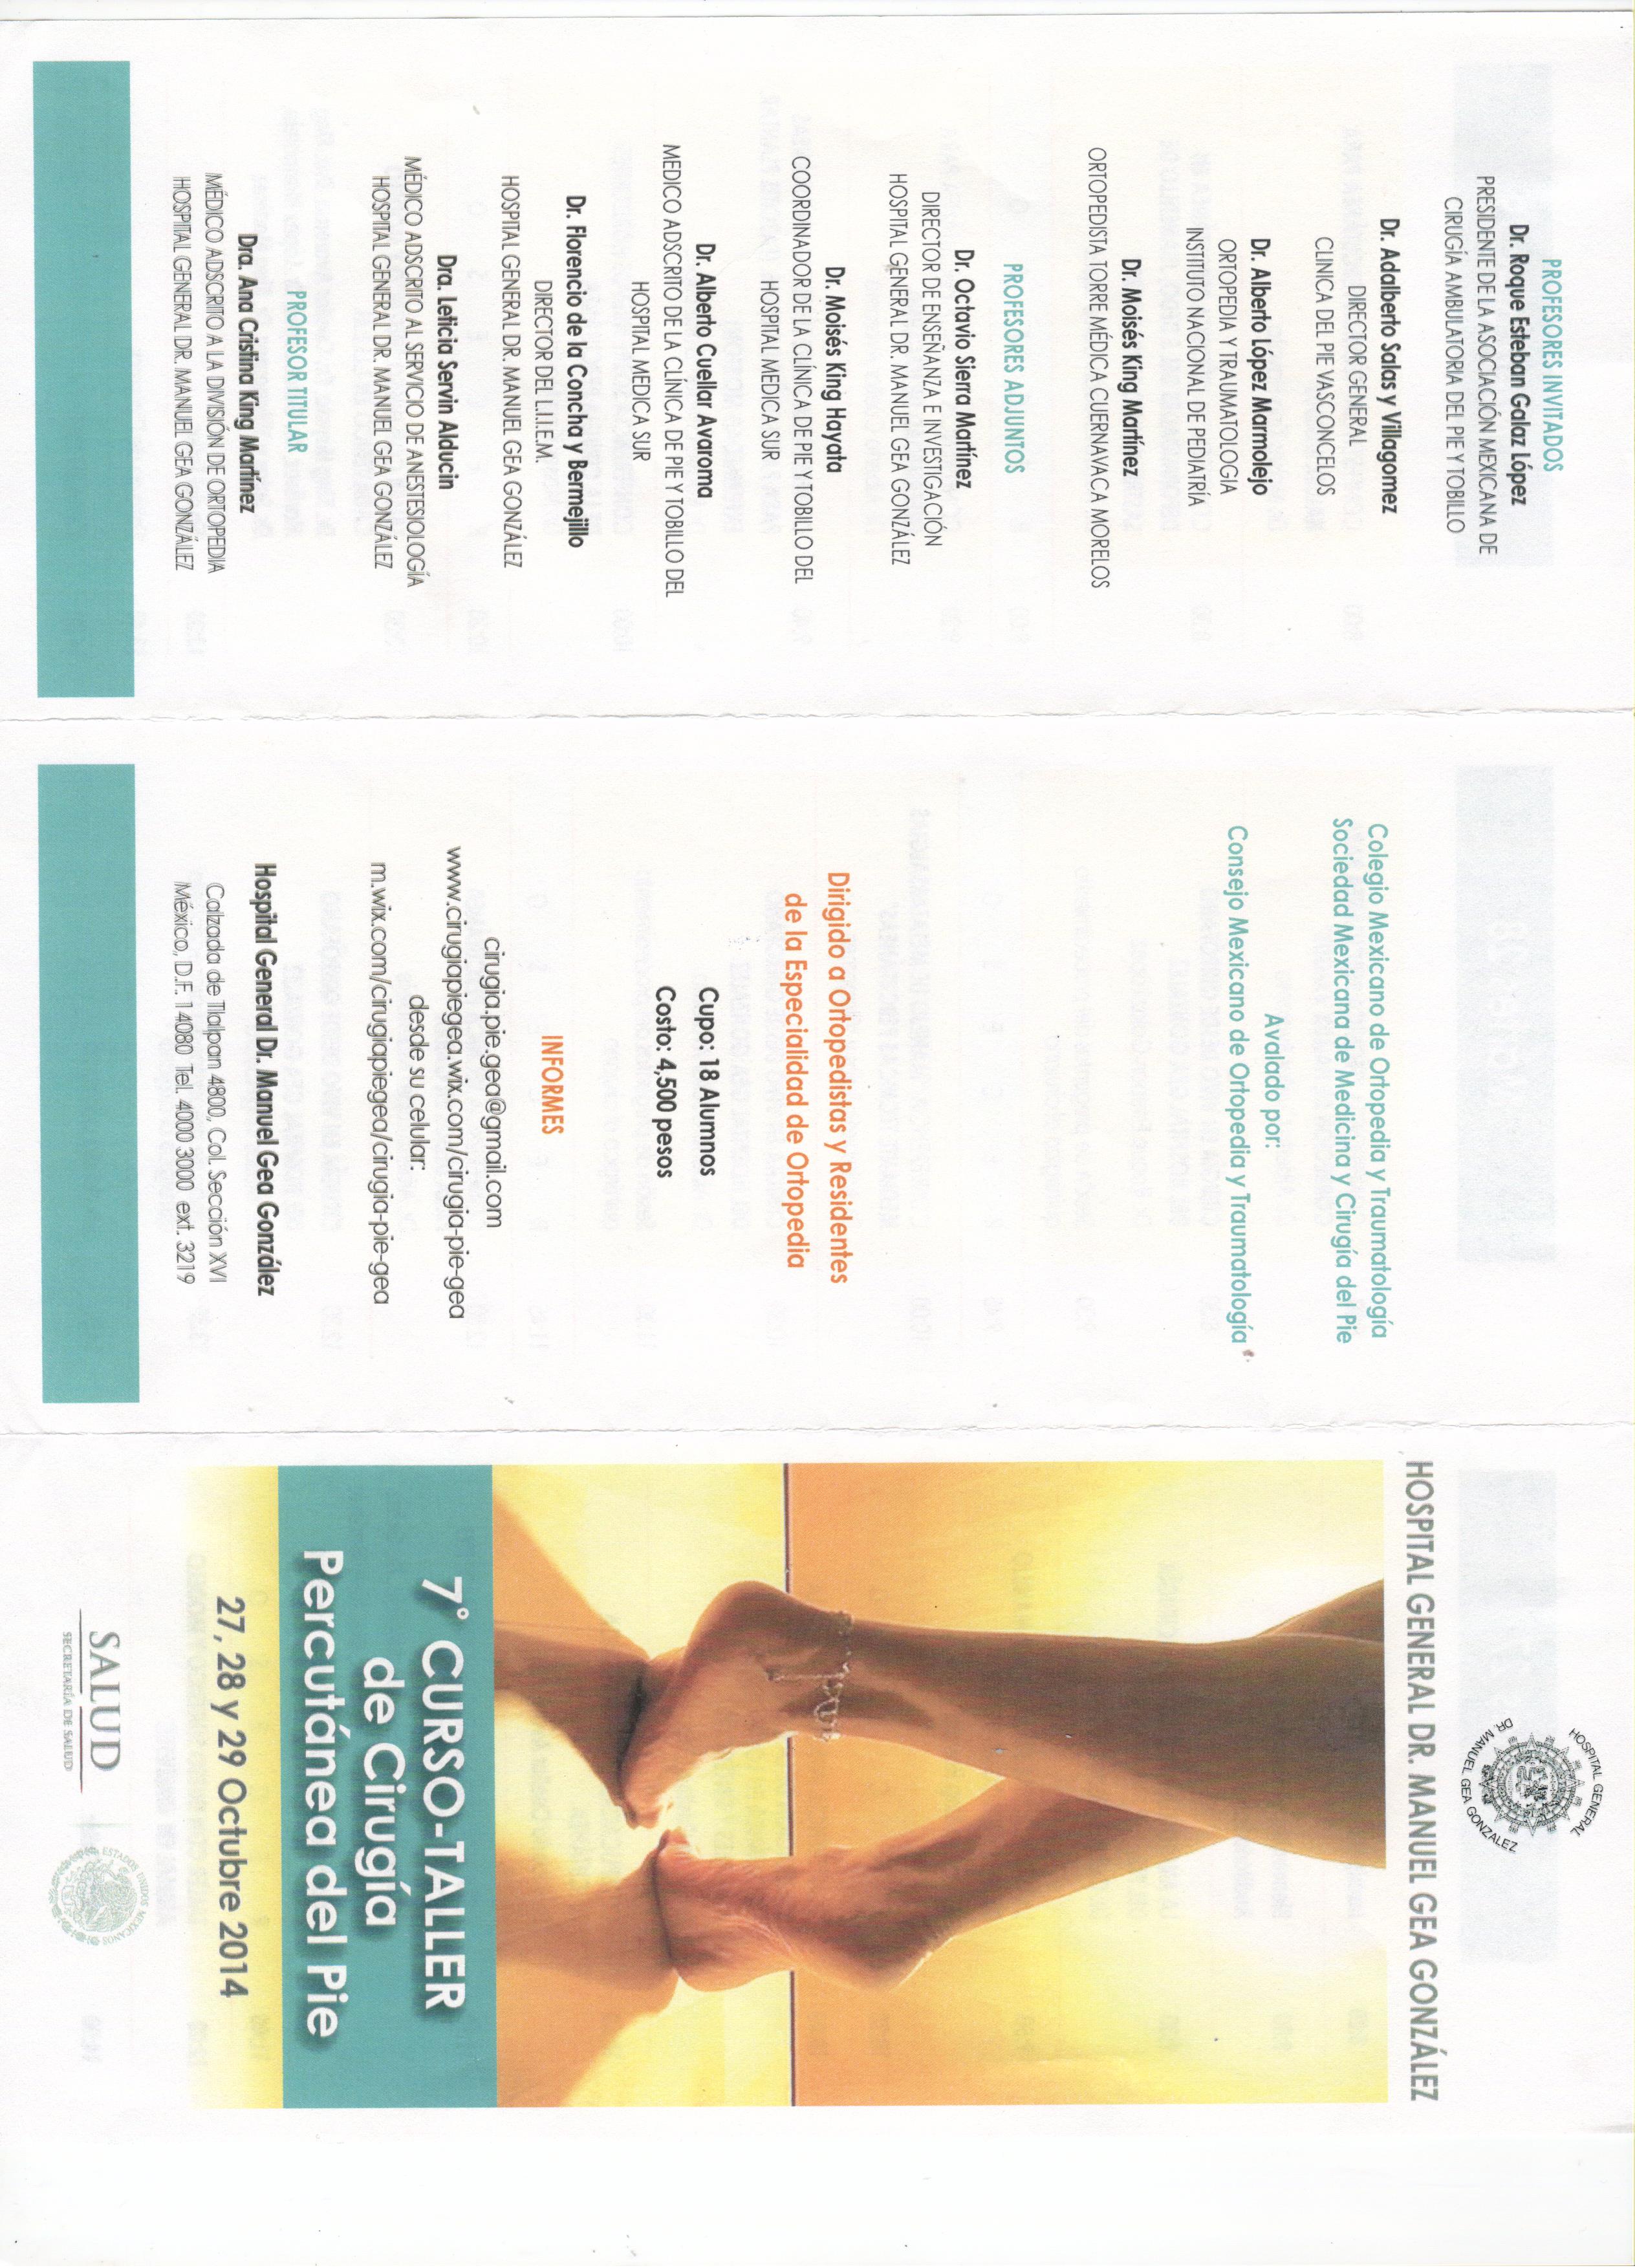 PROFESORES INVITADOS
Dr. Roque Esteban Galaz López
PRESIDENTE DE LA ASOCIACIÓN MEXICANA DE
CIRUGÍA AMBULATORIA DEL PIE Y TOBILLO
Dr. Adalberto Salas y Villagomez
DIRECTOR GENERAL
CLINICA DEL PIE VASCONCELOS
Dr. Alberto López Marmolejo
ORTOPEDIA Y TRAUMATOLOGIA
INSTITUTO NACIONAL DE PEDIATRÍA
Dr. Moisés King Martínez
ORTOPEDISTA TORRE MÉDICA CUERNAVACA MORELOS
PROFESORES ADJUNTOS
Dr. Octavio Sierra Martínez
DIRECTOR DE ENSEÑANZA E INVESTIGACIÓN
HOSPITAL GENERAL DR. MANUEL GEA GONZÁLEZ
Dr. Moisés King Hayata
COORDINADOR DE LA CLÍNICA DE PIE Y TOBILLO DEL
HOSPITAL MEDICA SUR
Dr. Alberto Cuellar Avaroma
MEDICO ADSCRITO DE LA CLÍNICA DE PIE Y TOBILLO DEL
HOSPITAL MEDICA SUR
Dr. Florencio de la Concha y Bermejillo
DIRECTOR DEL L.I.I.E.M.
HOSPITAL GENERAL DR. MANUEL GEA GONZÁLEZ
Dra. Leticia Servin Alducin
MÉDICO ADSCRITO AL SERVICIO DE ANESTESIOLOGÍA
HOSPITAL GENERAL DR. MANUEL GEA GONZÁLEZ
PROFESOR TITULAR
Dra. Ana Cristina King Martínez
MÉDICO ADSCRITO A LA DIVISIÓN DE ORTOPEDIA
HOSPITAL GENERAL DR. MANUEL GEA GONZÁLEZ
Colegio Mexicano de Ortopedia y Traumatología
Sociedad Mexicana de Medicina y Cirugía del Pie
Avalado por:
Consejo Mexicano de Ortopedia y Traumatología
Dirigido a Ortopedistas y Residentes
de la Especialidad de Ortopedia
Cupo: 18 Alumnos
Costo: 4,500 pesos
INFORMES
cirugia.pie.gea@gmail.com
www.cirugiapiegea.wix.com/cirugia-pie-gea
desde su celular:
m.wix.com/cirugiapiegea/cirugia-pie-gea
Hospital General Dr. Manuel Gea González
Calzada de Tlalpam 4800, Col. Sección XVI
México, D.F. 14080 Tel. 4000 3000 ext. 3219
HOSPITAL GENERAL
DR. MANUEL GEA GONZALEZ
HOSPITAL GENERAL DR. MANUEL GEA GONZÁLEZ
7° CURSO-TALLER
de Cirugía
Percutánea del Pie
27, 28 y 29 Octubre 2014
SALUD
SECRETARÍA DE SALUD
ESTADOS UNIDOS MEXICANOS